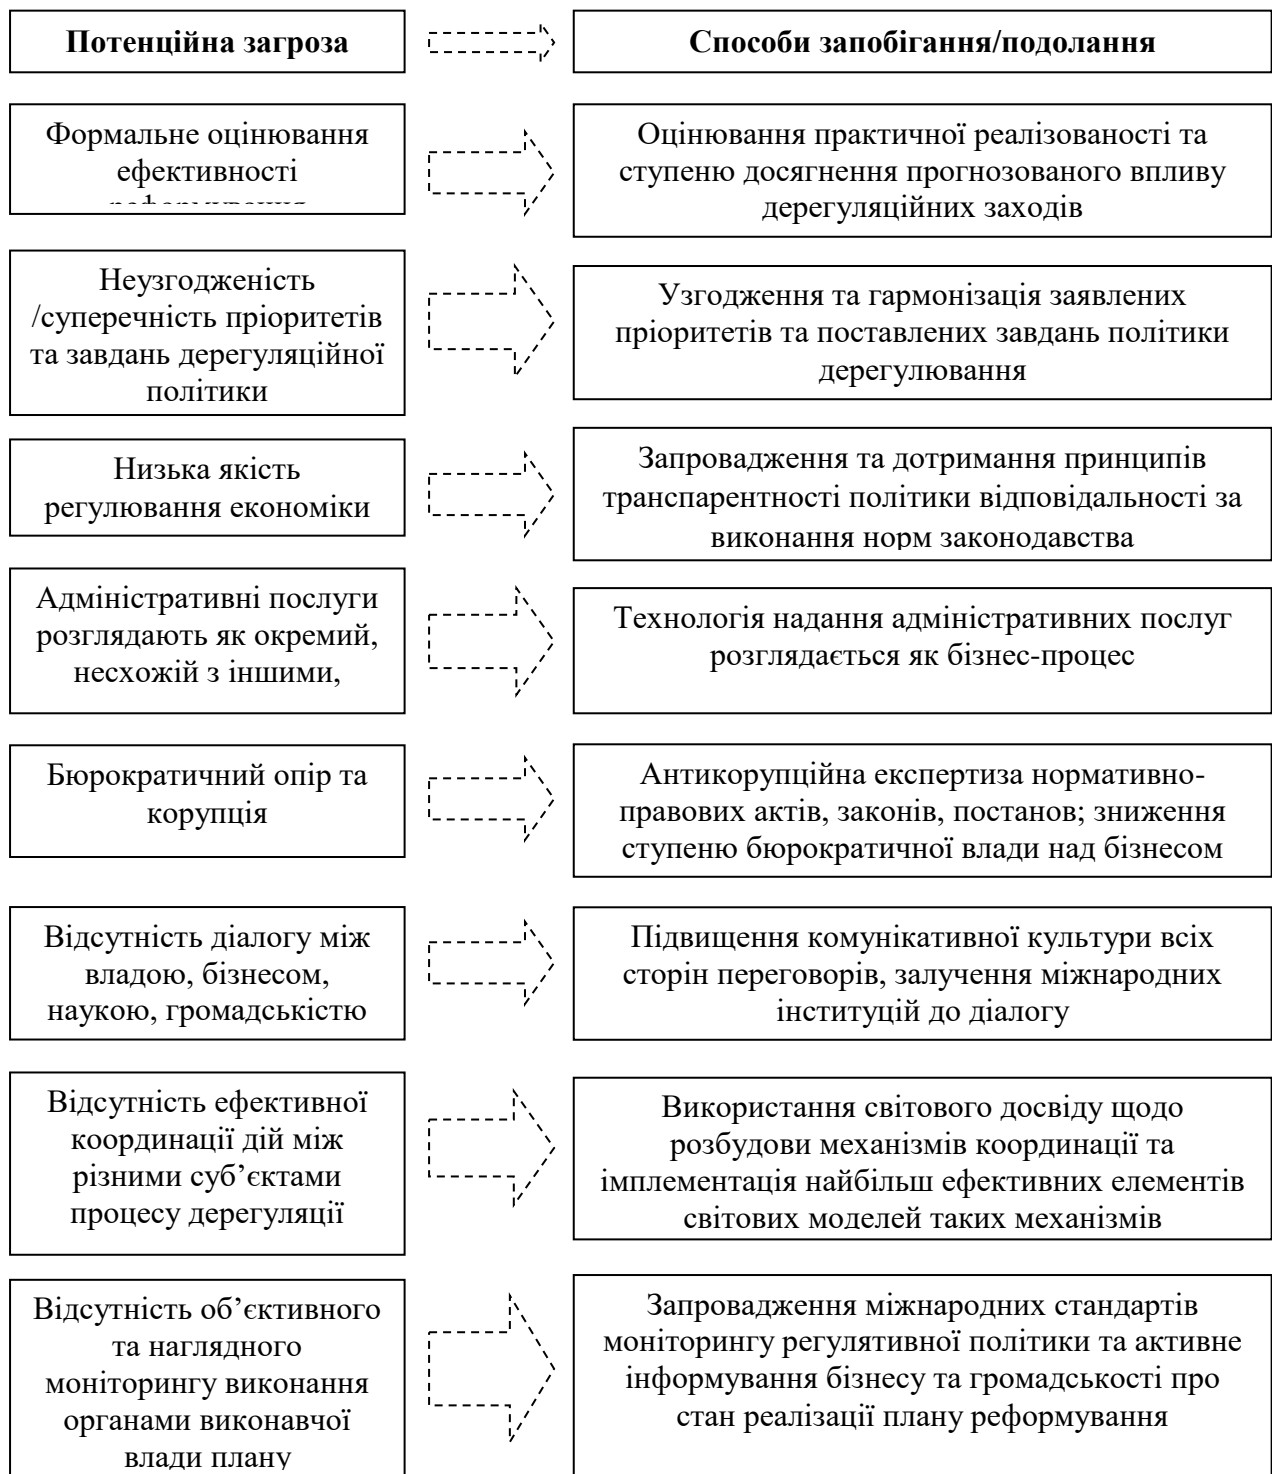 Потенційна загроза
Способи запобігання/подолання
Формальне оцінювання
ефективності
Оцінювання практичної реалізованості та
ступеню досягнення прогнозованого впливу
дерегуляційних заходів
Неузгодженість
/суперечність пріоритетів
та завдань дерегуляційної
політики
Узгодження та гармонізація заявлених
пріоритетів та поставлених завдань політики
дерегулювання
Низька якість
регулювання економіки
Запровадження та дотримання принципів
транспарентності політики відповідальності за
виконання норм законодавства
Адміністративні послуги
розглядають як окремий,
несхожій з іншими,
Технологія надання адміністративних послуг
розглядається як бізнес-процес
Бюрократичний опір та
корупція
Антикорупційна експертиза нормативно-
правових актів, законів, постанов; зниження
ступеню бюрократичної влади над бізнесом
Відсутність діалогу між
владою, бізнесом,
наукою, громадськістю
Підвищення комунікативної культури всіх
сторін переговорів, залучення міжнародних
інституцій до діалогу
Відсутність ефективної
координації дій між
різними суб’єктами
процесу дерегуляції
Використання світового досвіду щодо
розбудови механізмів координації та
імплементація найбільш ефективних елементів
світових моделей таких механізмів
Відсутність об’єктивного
та наглядного
моніторингу виконання
органами виконавчої
влади плану
Запровадження міжнародних стандартів
моніторингу регулятивної політики та активне
інформування бізнесу та громадськості про
стан реалізації плану реформування